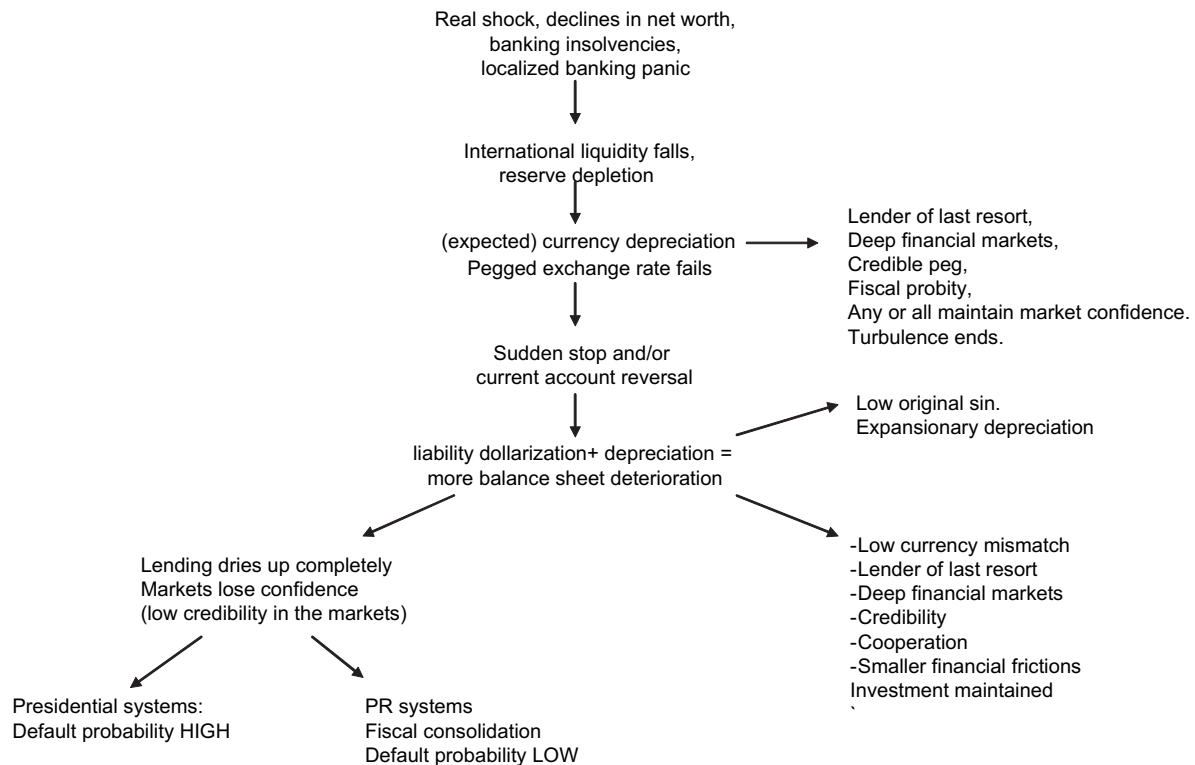 Real shock, declines in net worth,
banking insolvencies,
localized banking panic
International liquidity falls,
reserve depletion
(expected) currency depreciation
Pegged exchange rate fails
Lender of last resort,
Deep financial markets,
Credible peg,
Fiscal probity,
Any or all maintain market confidence.
Turbulence ends.
Sudden stop and/or
current account reversal
Low original sin.
Expansionary depreciation
liability dollarization+ depreciation =
more balance sheet deterioration
Lending dries up completely
Markets lose confidence
(low credibility in the markets)
-Low currency mismatch
-Lender of last resort
-Deep financial markets
-Credibility
-Cooperation
-Smaller financial frictions
Investment maintained
`
Presidential systems:
Default probability HIGH
PR systems
Fiscal consolidation
Default probability LOW